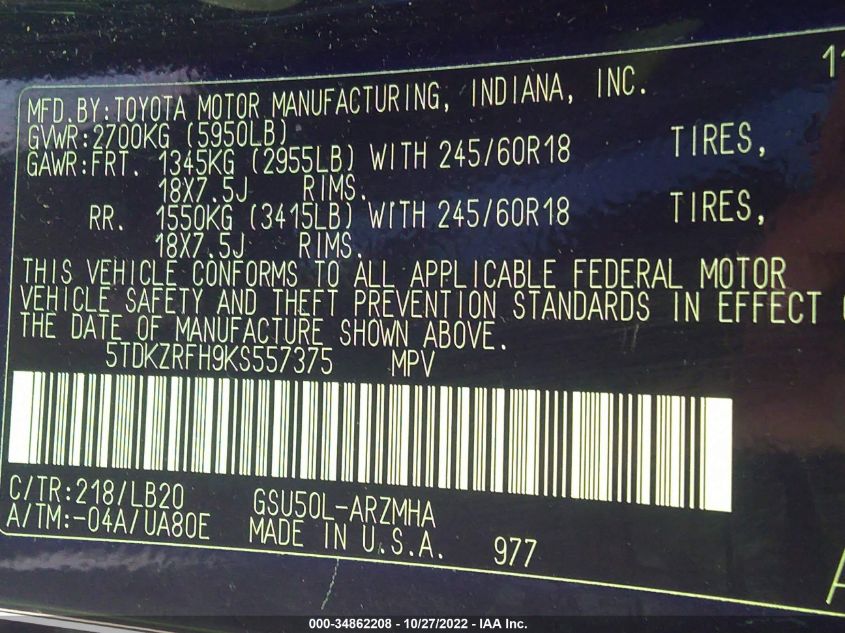 11
MFD.BY:TOYOTA MOTOR MANUFACTURING, INDIANA, INC.
GVWR:2700KG (5950LB)
GAWR:FRT. 1345KG (2955LB) WITH 245/60R18 TIRES,
18X7.5J RIMS.
RR. 1550KG (3415LB) WITH 245/60R18 TIRES,
18X7.5J RIMS.
THIS VEHICLE CONFORMS TO ALL APPLICABLE FEDERAL MOTOR
VEHICLE SAFETY AND THEFT PREVENTION STANDARDS IN EFFECT
THE DATE OF MANUFACTURE SHOWN ABOVE.
5TDKZRFH9KS557375 MPV
C/TR:218/LB20 GSU50L-ARZMHA
A/TM:-04A/UA80E MADE IN U.S.A. 977
000-34862208 - 10/27/2022 - IAA Inc.